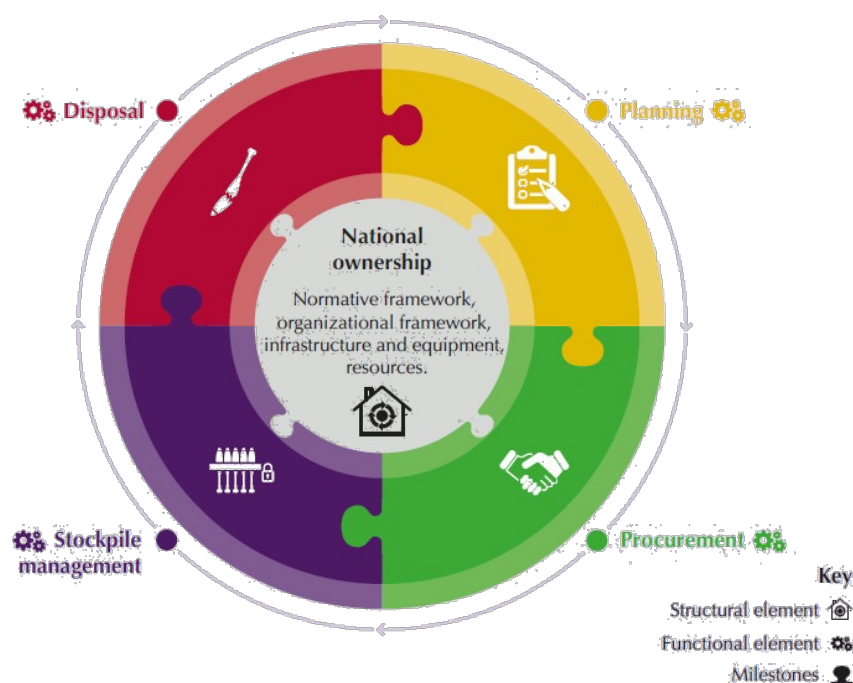 Disposal
Planning
National
ownership
Normative framework,
organizational framework,
infrastructure and equipment,
resources.
Stockpile
management
Procurement
Key
Structural element
Functional element
Milestones